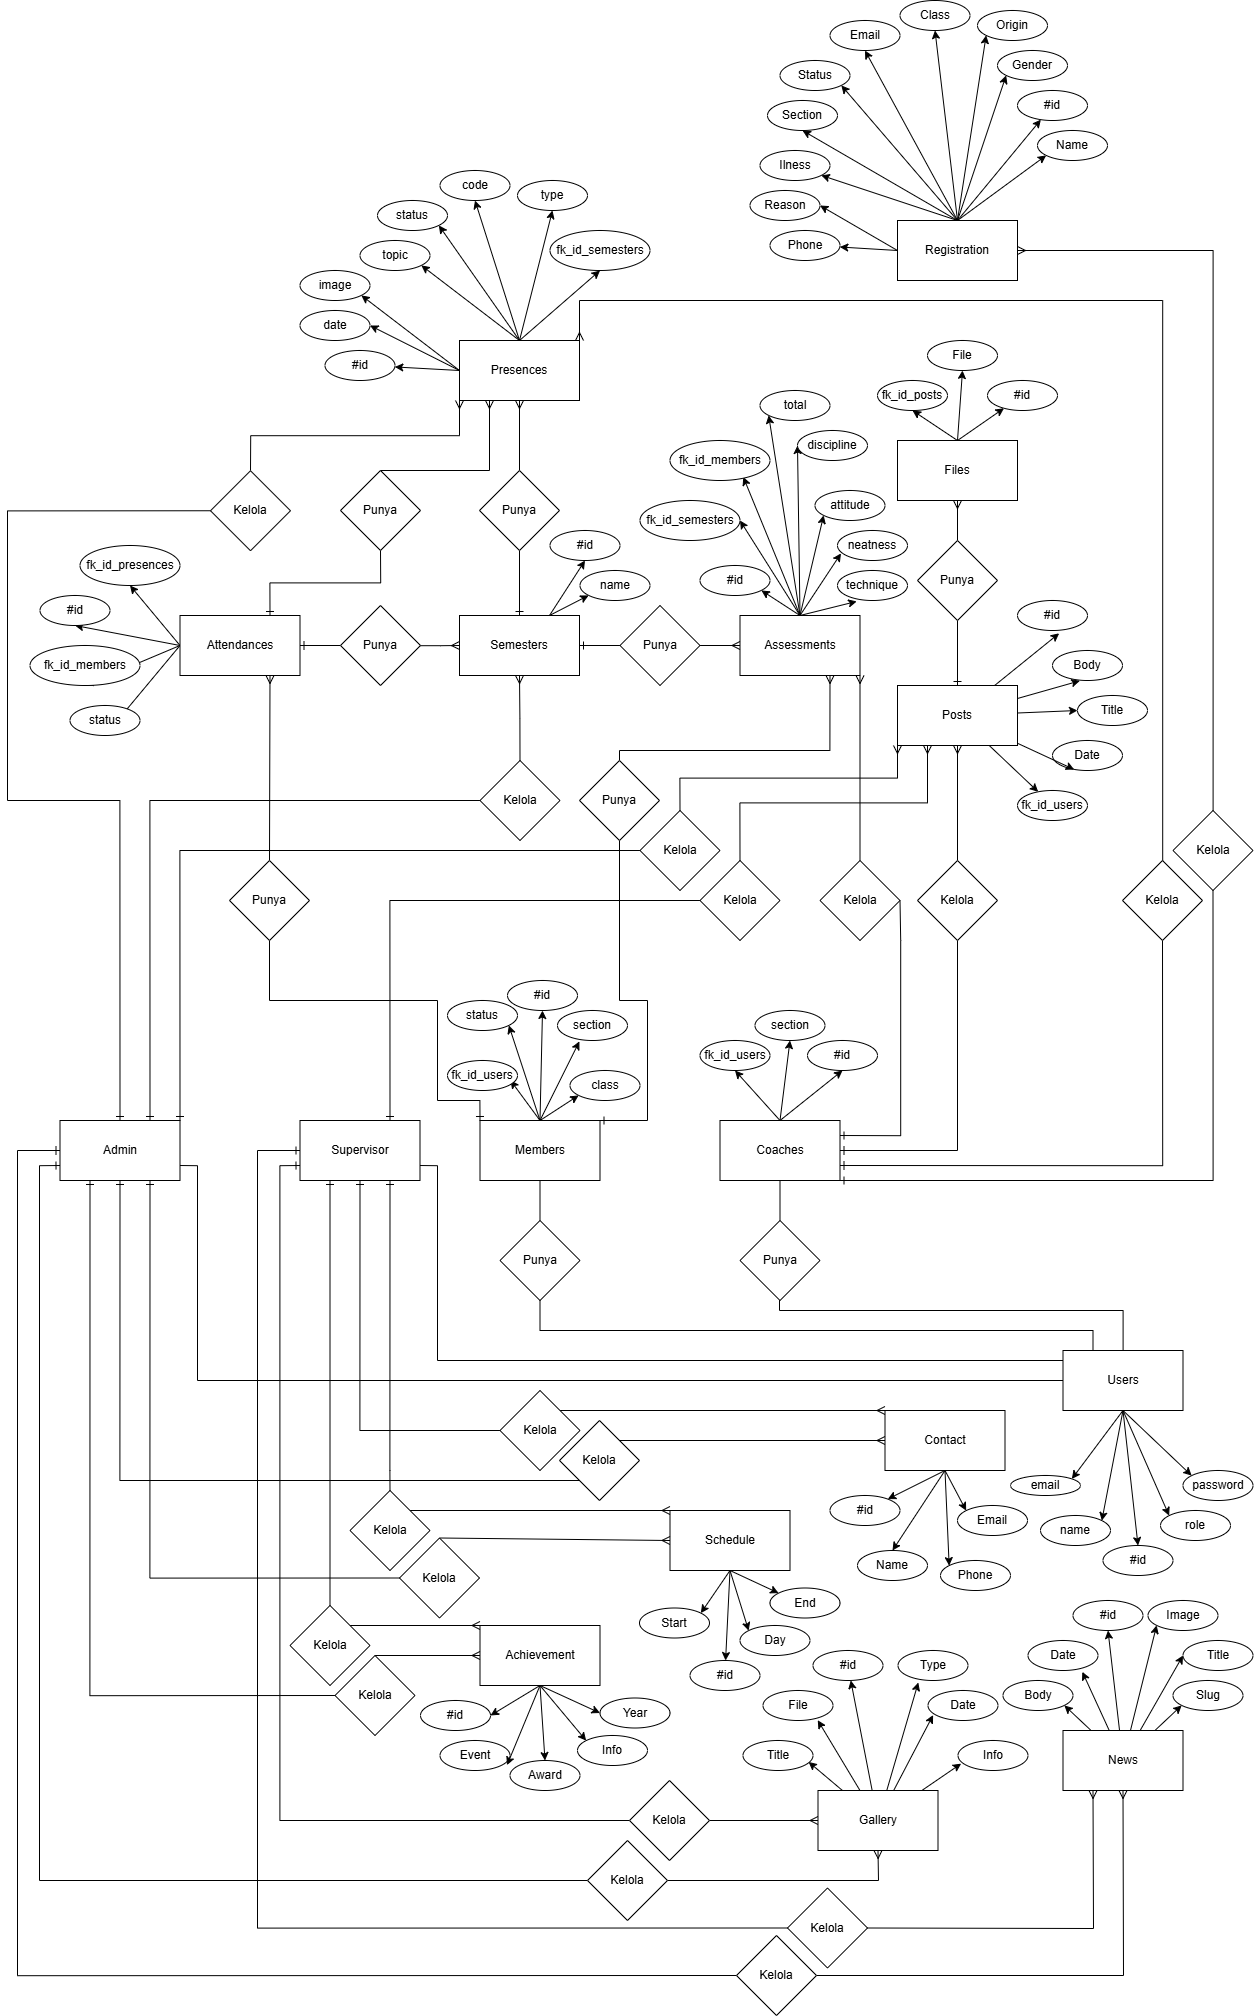 Class
Origin
Email
Gender
Status
#id
Section
Name
Ilness
Reason
Phone
Registration
code
type
status
fk_id_semesters
topic
image
date
#id
Presences
File
fk_id_posts
#id
Files
total
discipline
fk_id_members
attitude
fk_id_semesters
neatness
#id
technique
Assessments
Kelola
Punya
Punya
Punya
fk_id_presences
#id
fk_id_members
status
Attendances
Punya
#id
name
Semesters
Punya
#id
Body
Title
Date
fk_id_users
Posts
Kelola
Punya
Kelola
Kelola
Punya
Kelola
Kelola
Kelola
Kelola
#id
status
section
fk_id_users
class
section
fk_id_users
#id
Admin
Supervisor
Members
Coaches
Punya
Punya
Users
email
password
name
role
#id
Kelola
Kelola
Contact
#id
Email
Name
Phone
Kelola
Kelola
Schedule
Start
End
Day
#id
Kelola
Kelola
Achievement
#id
Year
Event
Info
Award
#id
Type
File
Date
Title
Info
Gallery
#id
Image
Date
Title
Body
Slug
News
Kelola
Kelola
Kelola
Kelola